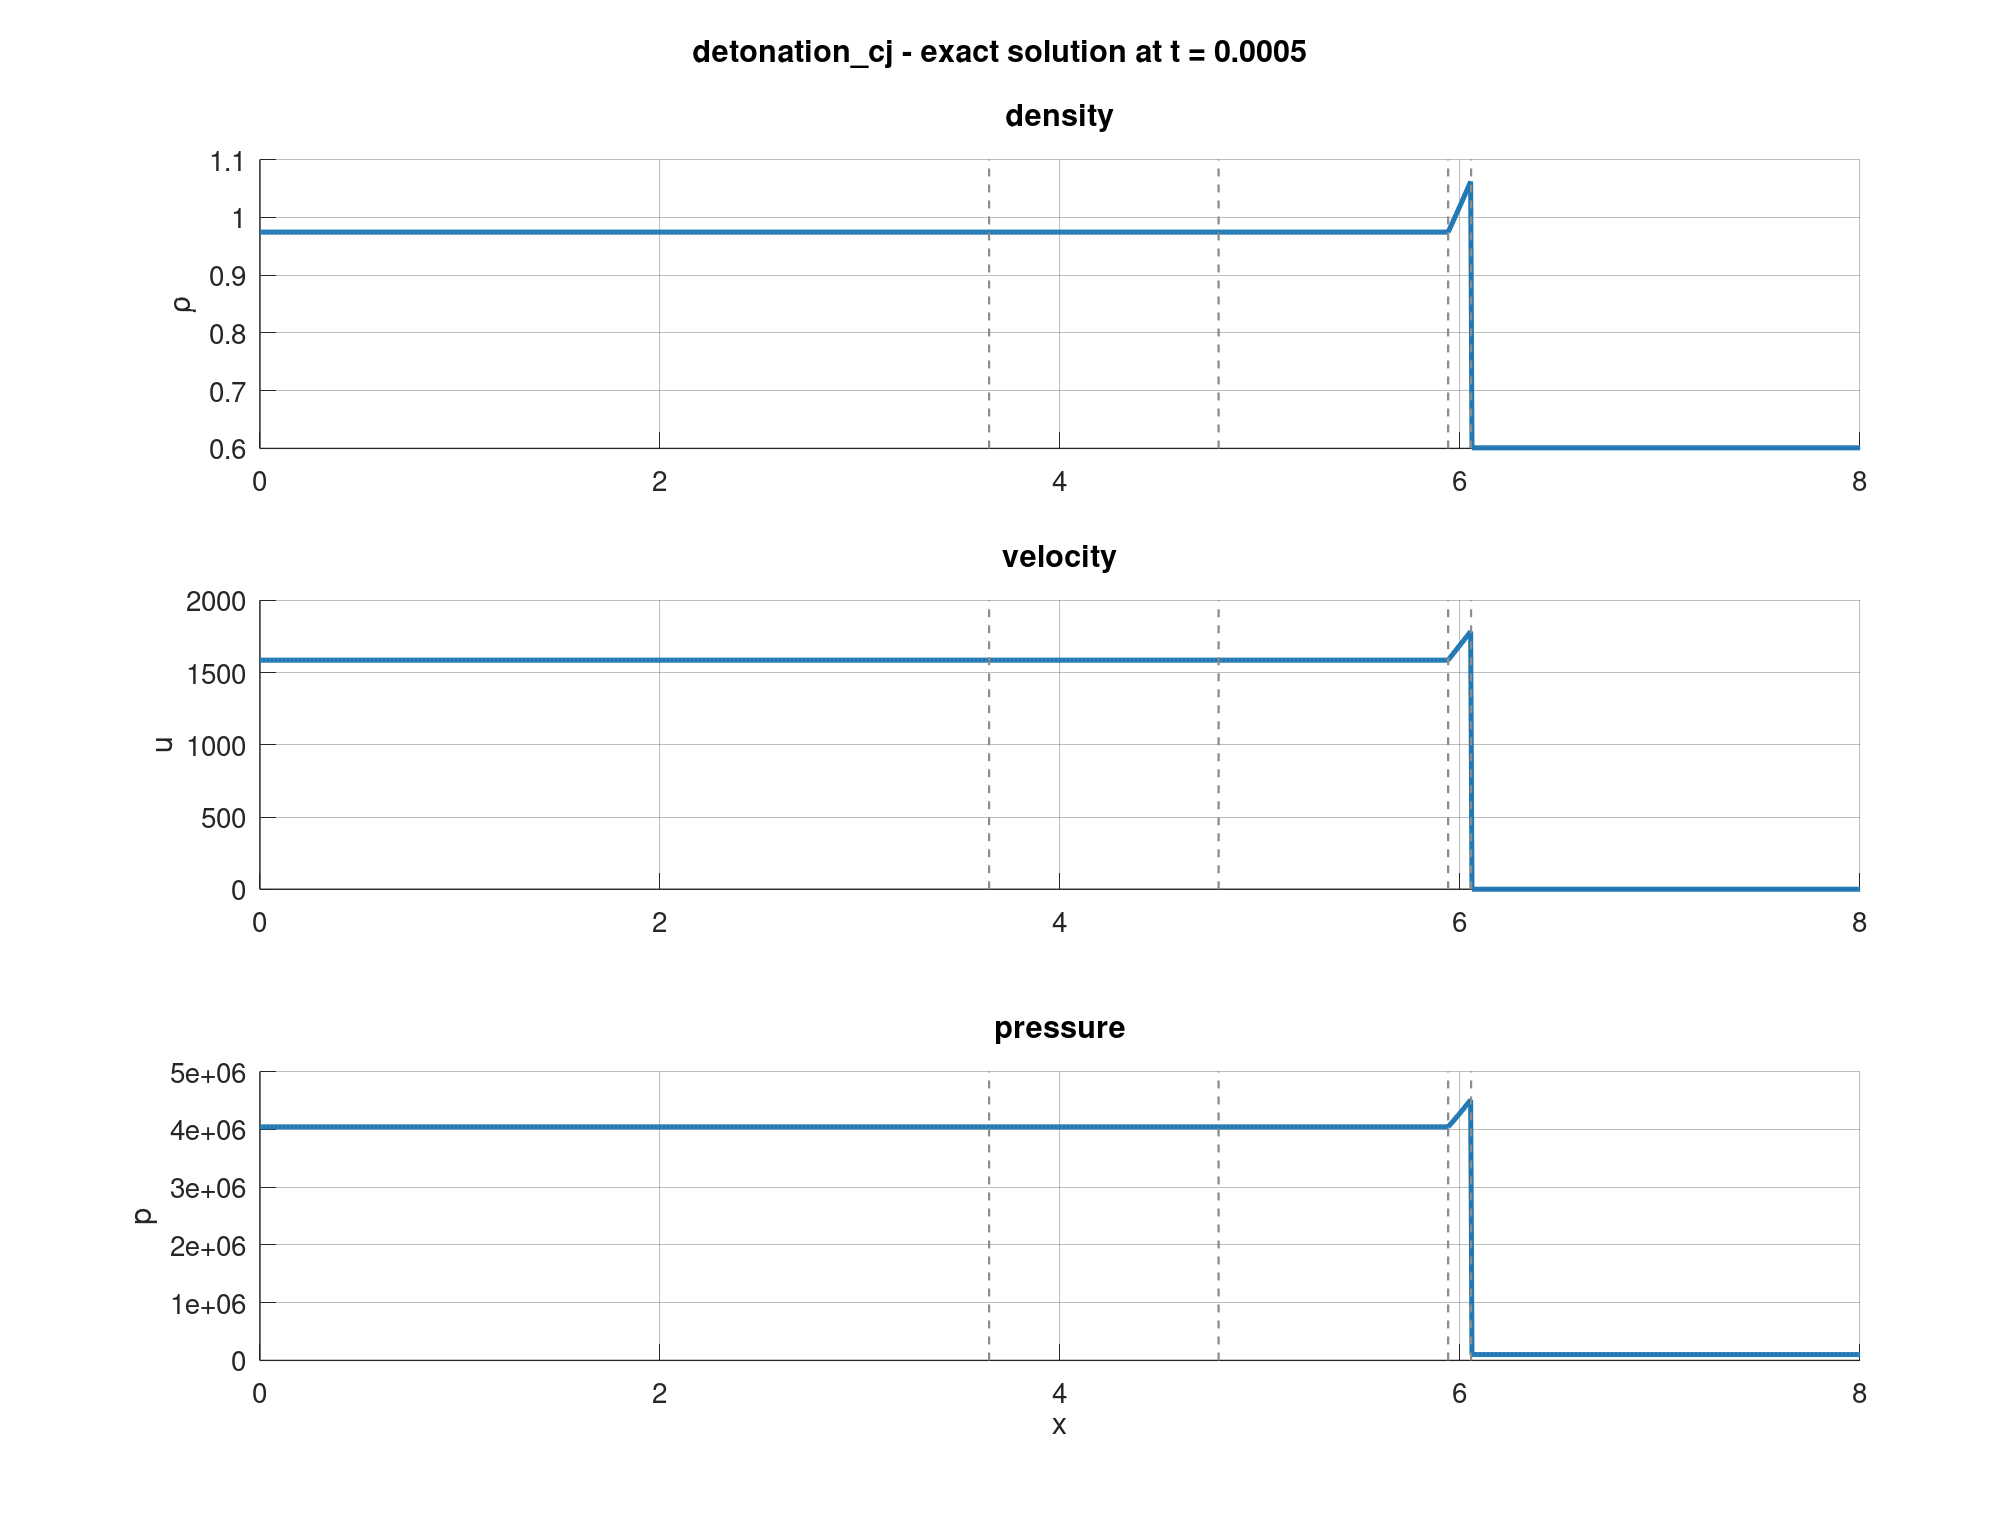 detonation_cj - exact solution at t = 0.0005
density
1.1
1
0.9
0.8
0.7
0.6
ρ
0 2 4 6 8
velocity
2000
1500
1000
500
0
u
0 2 4 6 8
pressure
5e+06
4e+06
3e+06
2e+06
1e+06
0
p
0 2 4 6 8
x